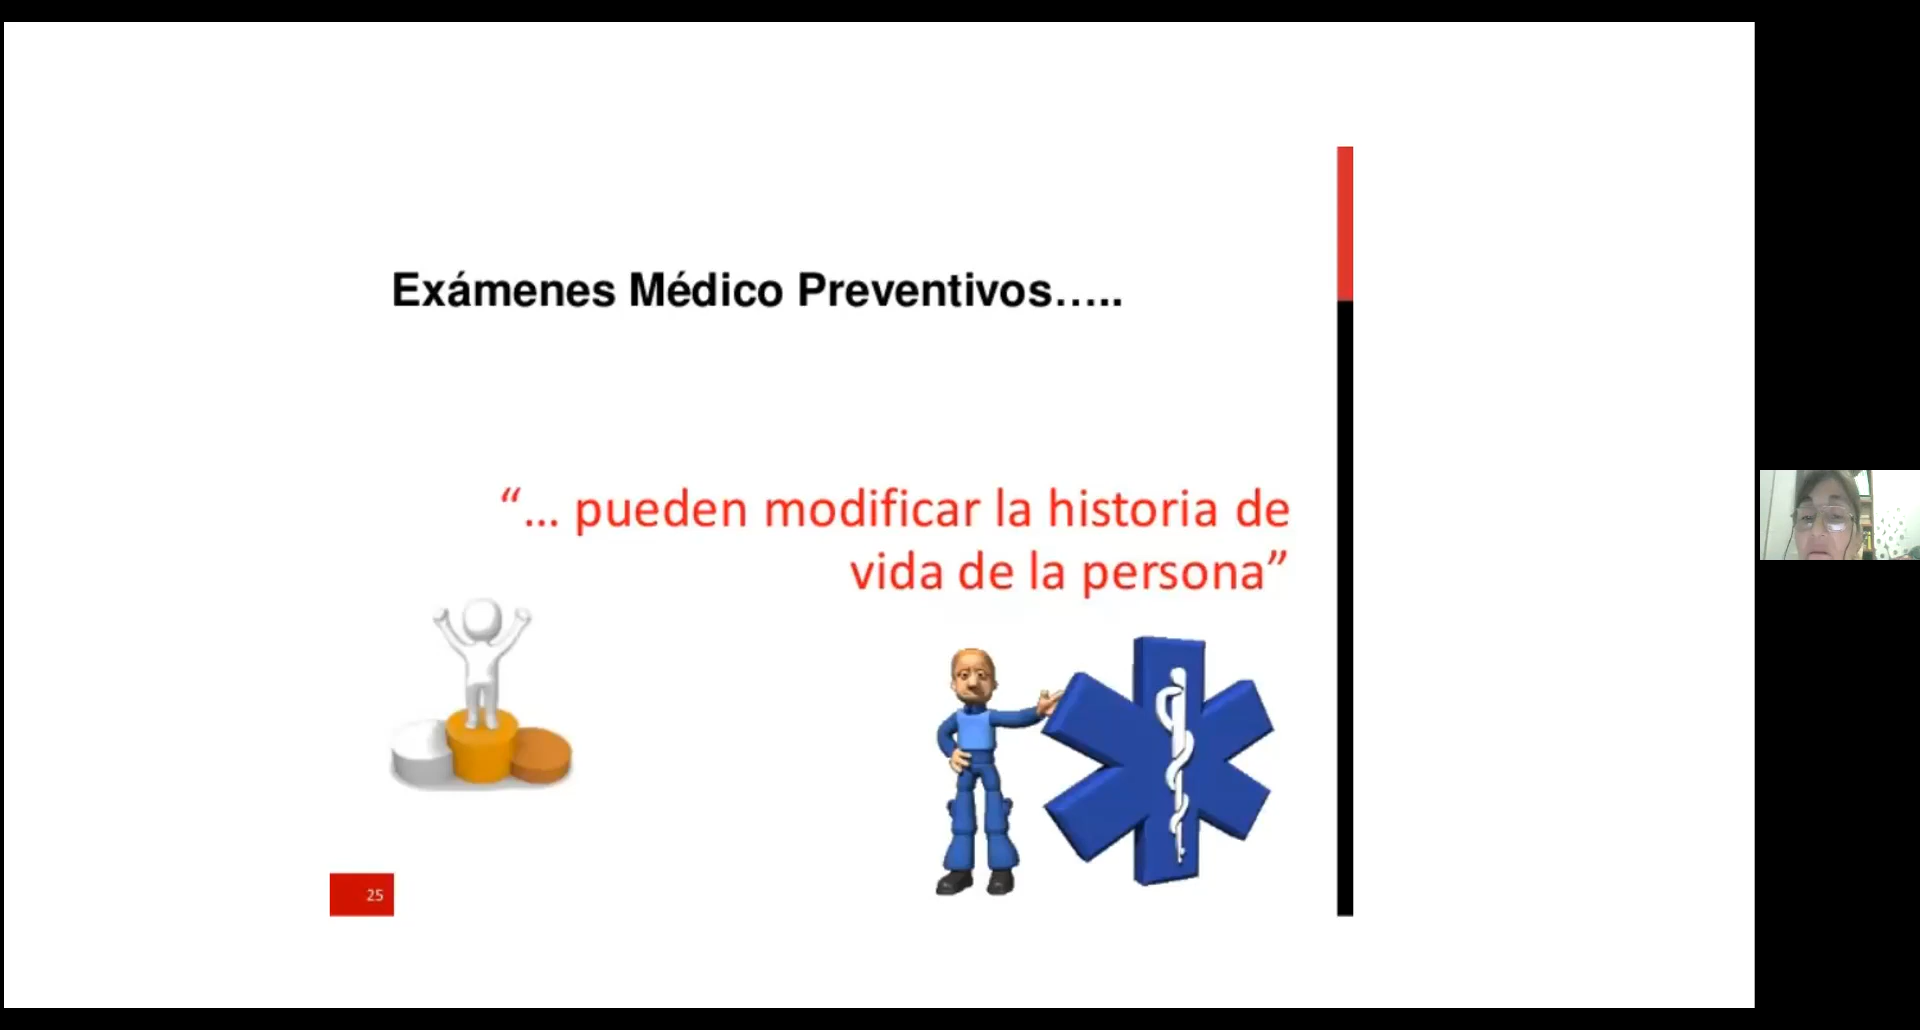 Exámenes Médico Preventivos…..
“… pueden modificar la historia de
vida de la persona”
25